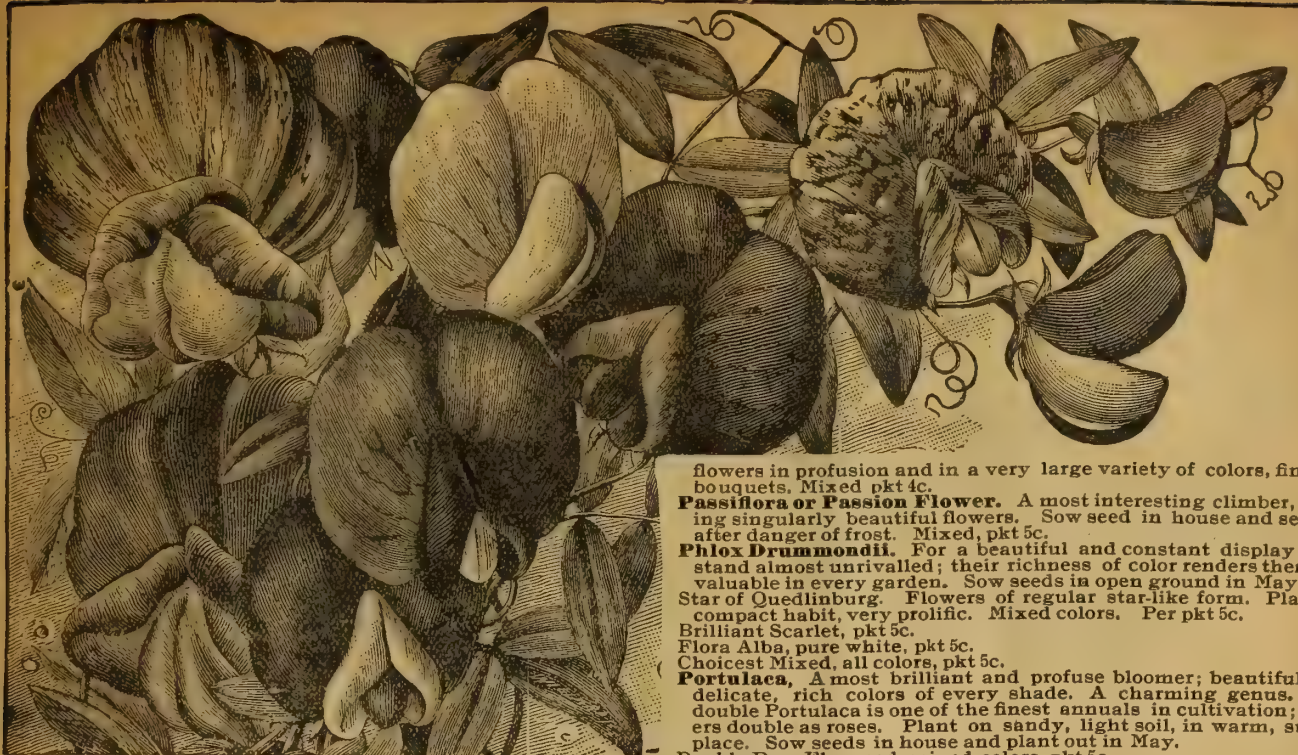 flowers in profusion and in a very large variety of colors, fin
bouquets. Mixed pkt 4c.
Passiflora or Passion Flower. A most interesting climber,
ing singularly beautiful flowers. Sow seed in house and se
after danger of frost. Mixed, pkt 5c.
Phlox Drummondii. For a beautiful and constant display
stand almost unrivalled; their richness of color renders then
valuable in every garden. Sow seeds in open ground in May
Star of Quedlinburg. Flowers of regular star-like form. Pla
compact habit, very prolific. Mixed colors. Per pkt 5c.
Brilliant Scarlet, pkt 5c.
Flora Alba, pure white, pkt 5c.
Choicest Mixed, all colors, pkt 5c.
Portulaca, A most brilliant and profuse bloomer; beautiful
delicate, rich colors of every shade. A charming genus.
double Portulaca is one of the finest annuals in cultivation;
ers double as roses. Plant on sandy, light soil, in warm, su
place. Sow seeds in house and plant out in May.